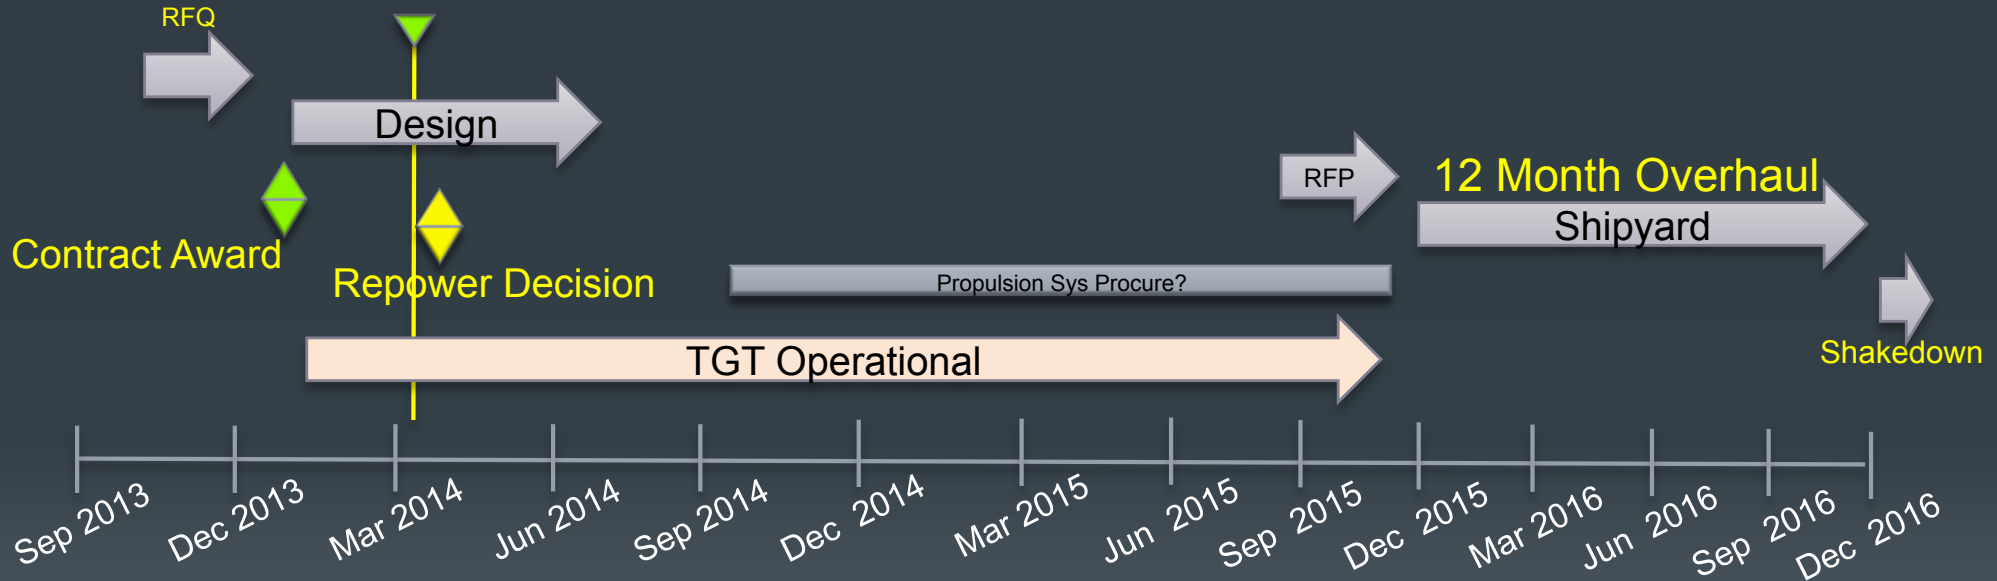 RFQ
Design
RFP
12 Month Overhaul
Shipyard
Contract Award
Repower Decision
Propulsion Sys Procure?
TGT Operational
Shakedown
Sep 2013
Dec 2013
Mar 2014
Jun 2014
Sep 2014
Dec 2014
Mar 2015
Jun 2015
Sep 2015
Dec 2015
Mar 2016
Jun 2016
Sep 2016
Dec 2016